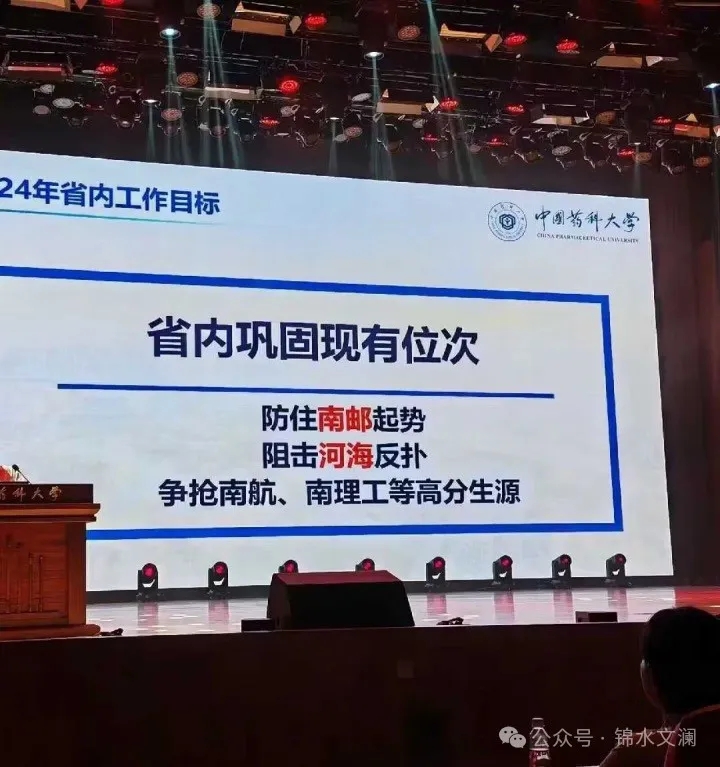 24年省内工作目标
中国药科大学
CHINA PHARMACEUTICAL UNIVERSITY
省内巩固现有位次
防住南邮起势
阻击河海反扑
争抢南航、南理工等高分生源
药科大学
公众号·锦水文澜